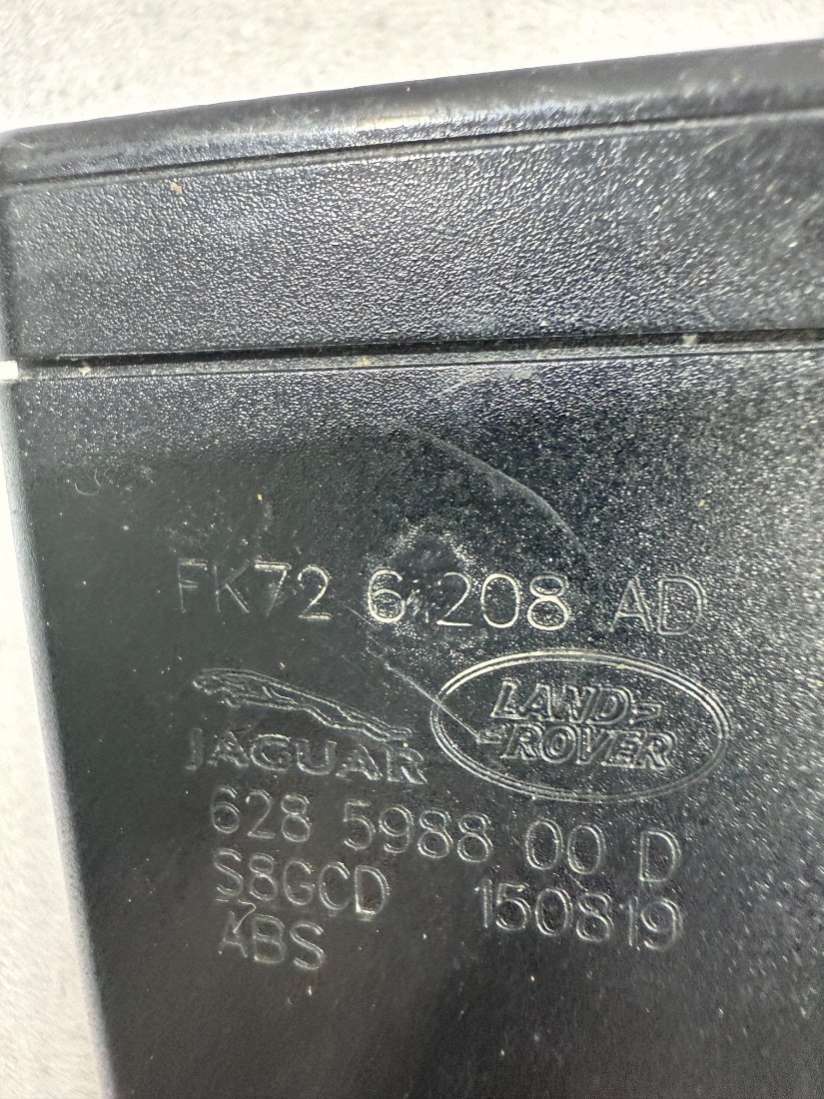 FK72 6 208 AD
JAGUAR
LAND-
-ROVER
628 5988 00 D
S8GCD 150819
ABS